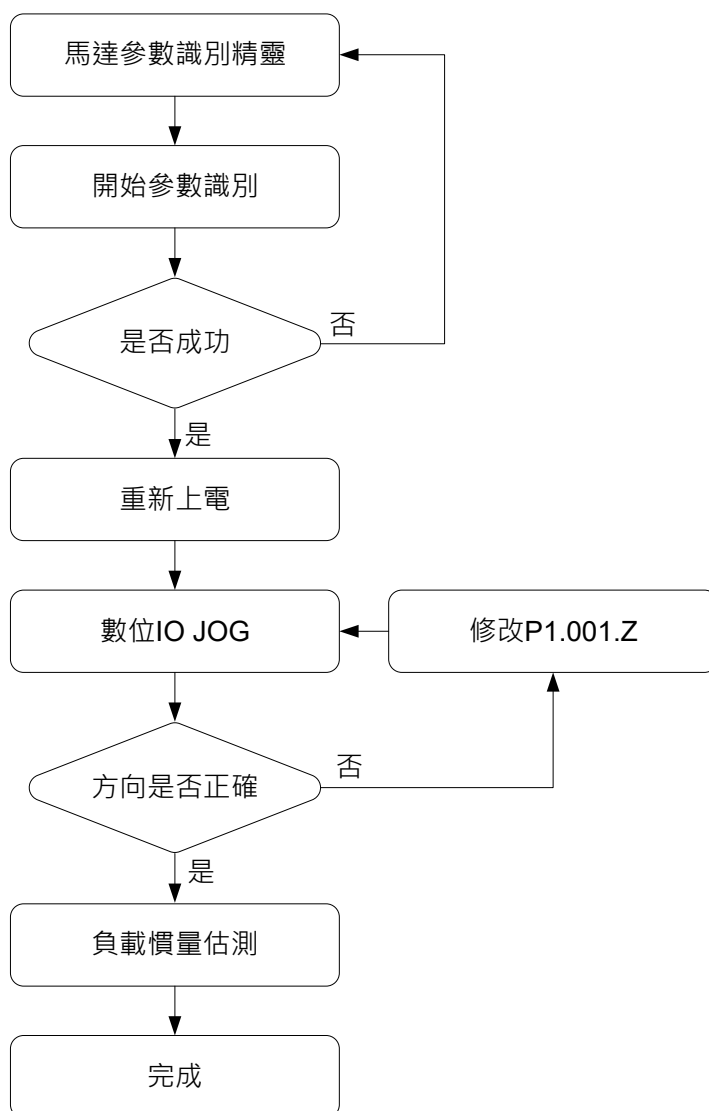 馬達參數識別精靈
開始參數識別
是否成功
否
是
重新上電
數位IO JOG
修改P1.001.Z
方向是否正確
否
是
負載慣量估測
完成